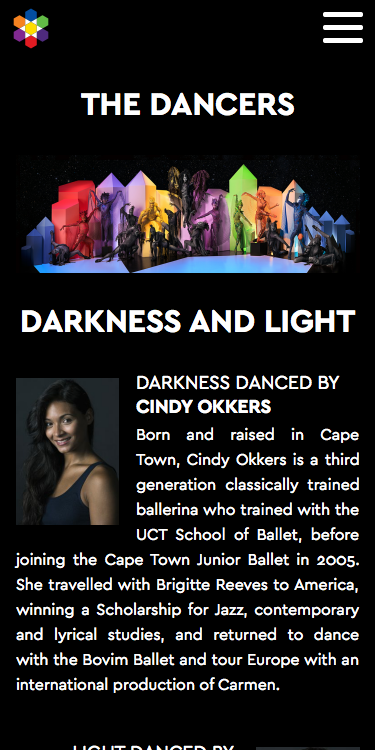 THE DANCERS
DARKNESS AND LIGHT
DARKNESS DANCED BY
CINDY OKKERS
Born and raised in Cape
Town, Cindy Okkers is a third
generation classically trained
ballerina who trained with the
UCT School of Ballet, before
joining the Cape Town Junior Ballet in 2005.
She travelled with Brigitte Reeves to America,
winning a Scholarship for Jazz, contemporary
and lyrical studies, and returned to dance
with the Bovim Ballet and tour Europe with an
international production of Carmen.
LIGHT DANCED BY